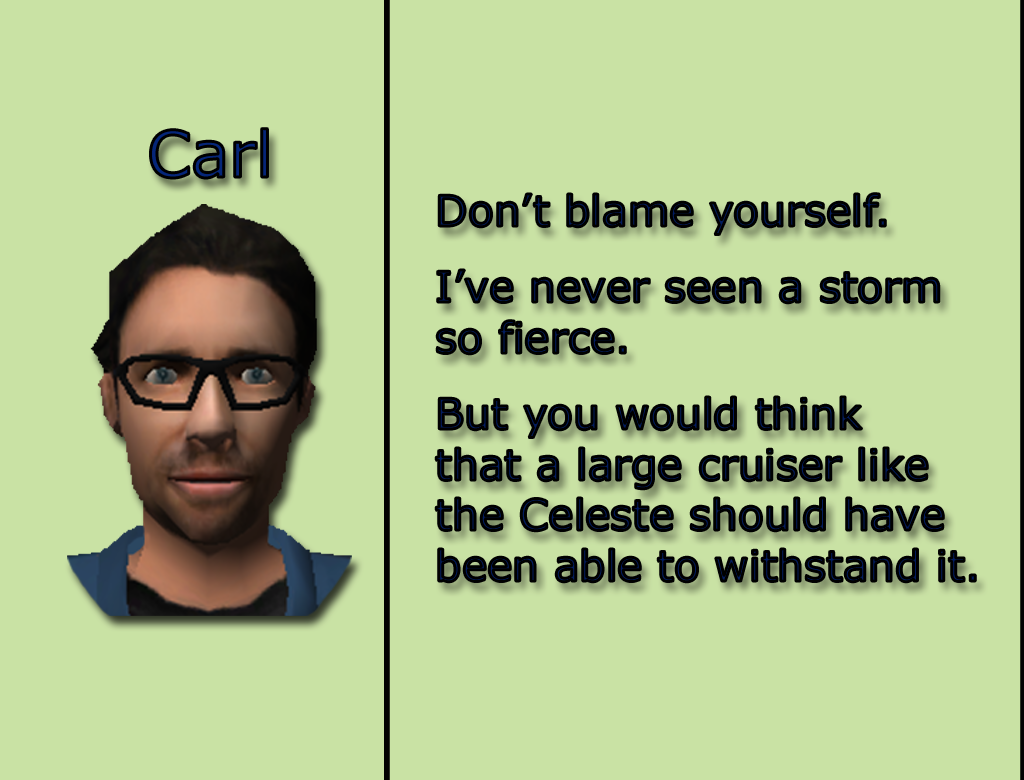 Carl
Don’t blame yourself.
I’ve never seen a storm
so fierce.
But you would think
that a large cruiser like
the Celeste should have
been able to withstand it.